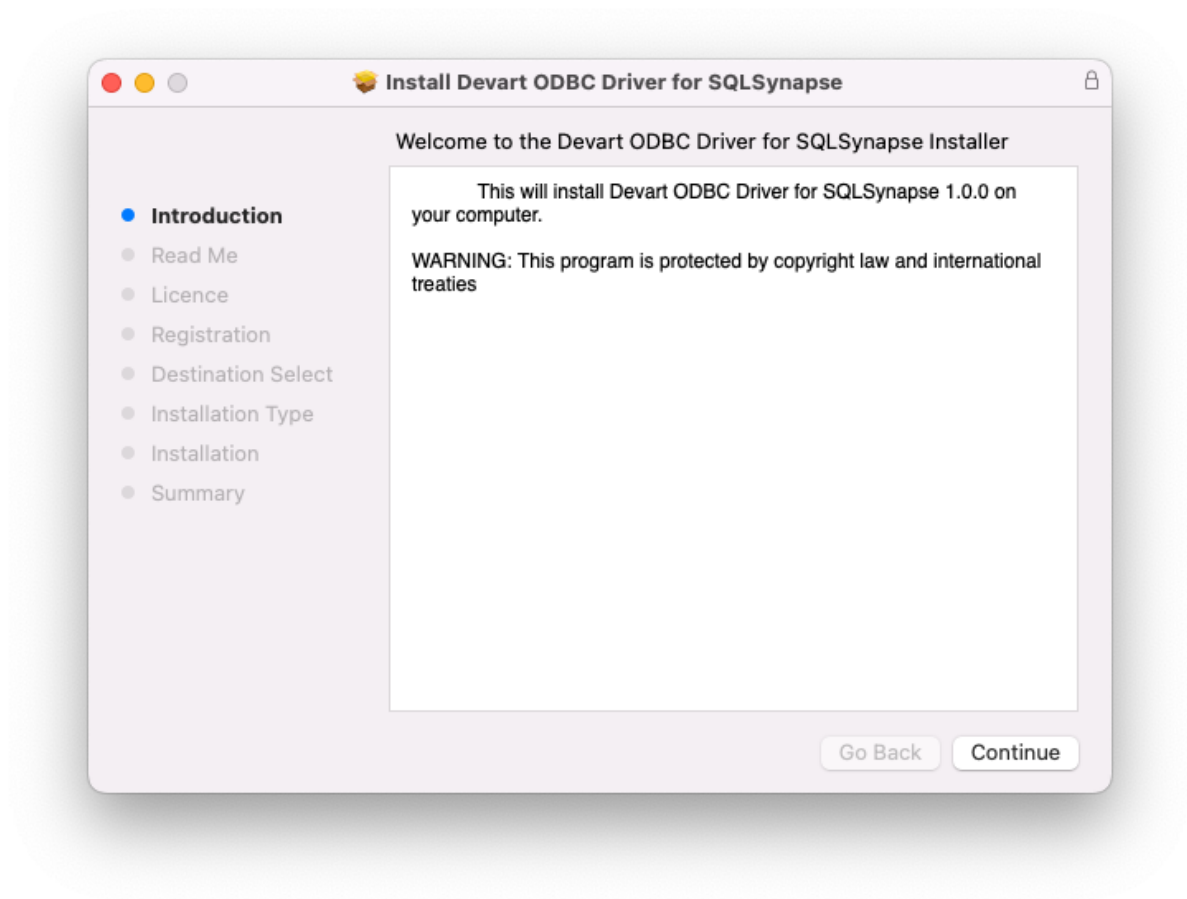 Install Devart ODBC Driver for SQLSynapse
Welcome to the Devart ODBC Driver for SQLSynapse Installer
Introduction
Read Me
Licence
Registration
Destination Select
Installation Type
Installation
Summary
This will install Devart ODBC Driver for SQLSynapse 1.0.0 on
your computer.
WARNING: This program is protected by copyright law and international
treaties
Go Back
Continue